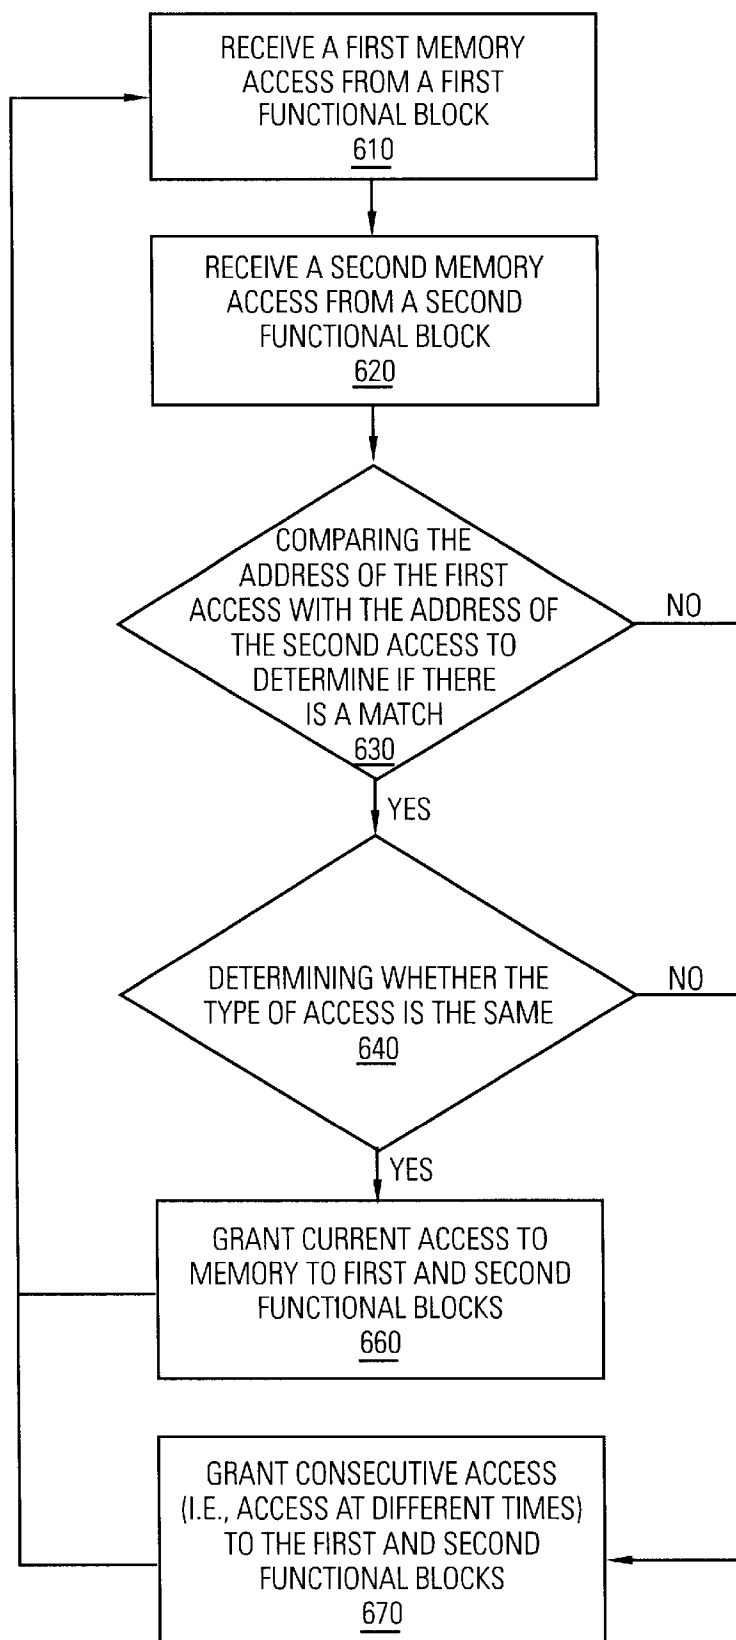 RECEIVE A FIRST MEMORY
ACCESS FROM A FIRST
FUNCTIONAL BLOCK
610
RECEIVE A SECOND MEMORY
ACCESS FROM A SECOND
FUNCTIONAL BLOCK
620
COMPARING THE
ADDRESS OF THE FIRST
ACCESS WITH THE ADDRESS OF
THE SECOND ACCESS TO
DETERMINE IF THERE
IS A MATCH
630
NO
YES
DETERMINING WHETHER THE
TYPE OF ACCESS IS THE SAME
640
NO
YES
GRANT CURRENT ACCESS TO
MEMORY TO FIRST AND SECOND
FUNCTIONAL BLOCKS
660
GRANT CONSECUTIVE ACCESS
(I.E., ACCESS AT DIFFERENT TIMES)
TO THE FIRST AND SECOND
FUNCTIONAL BLOCKS
670